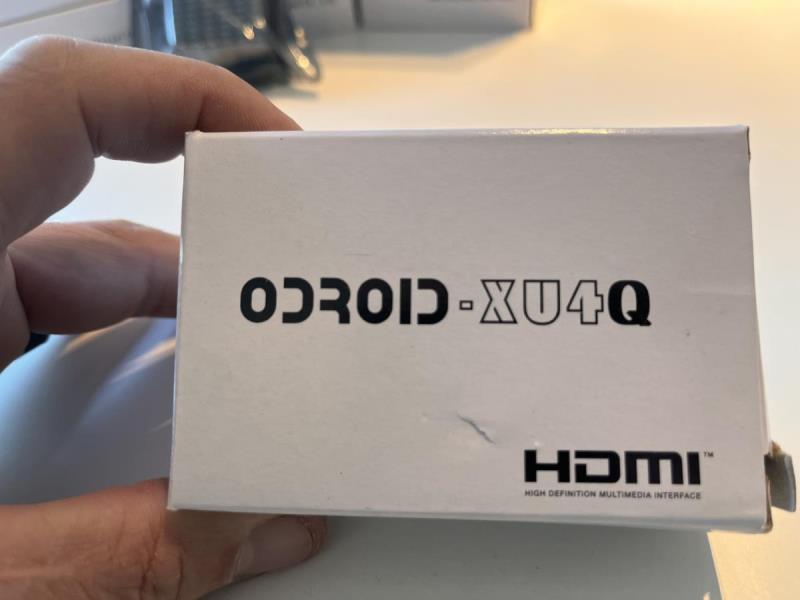 ODROID-XU4Q
HDMI™
HIGH DEFINITION MULTIMEDIA INTERFACE